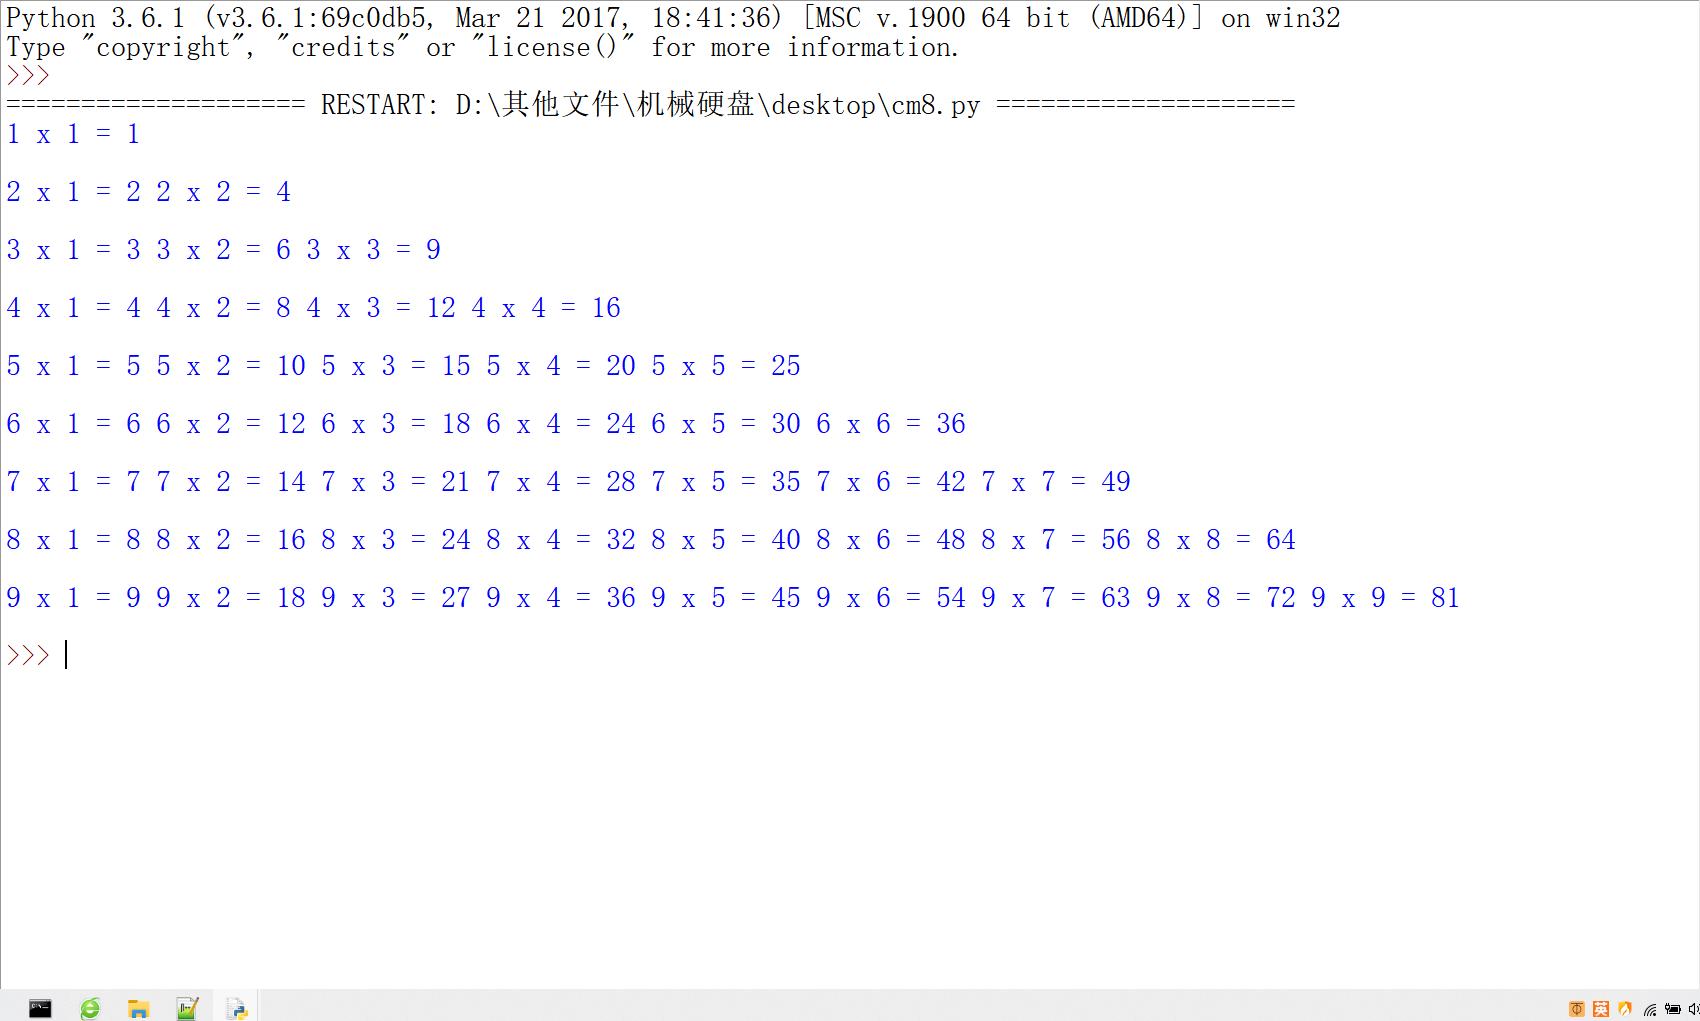 Python 3.6.1 (v3.6.1:69c0db5, Mar 21 2017, 18:41:36) [MSC v.1900 64 bit (AMD64)] on win32
Type "copyright", "credits" or "license()" for more information.
>>>
==================== RESTART: D:\其他文件\机械硬盘\desktop\cm8.py ====================
1 x 1 = 1
2 x 1 = 2 2 x 2 = 4
3 x 1 = 3 3 x 2 = 6 3 x 3 = 9
4 x 1 = 4 4 x 2 = 8 4 x 3 = 12 4 x 4 = 16
5 x 1 = 5 5 x 2 = 10 5 x 3 = 15 5 x 4 = 20 5 x 5 = 25
6 x 1 = 6 6 x 2 = 12 6 x 3 = 18 6 x 4 = 24 6 x 5 = 30 6 x 6 = 36
7 x 1 = 7 7 x 2 = 14 7 x 3 = 21 7 x 4 = 28 7 x 5 = 35 7 x 6 = 42 7 x 7 = 49
8 x 1 = 8 8 x 2 = 16 8 x 3 = 24 8 x 4 = 32 8 x 5 = 40 8 x 6 = 48 8 x 7 = 56 8 x 8 = 64
9 x 1 = 9 9 x 2 = 18 9 x 3 = 27 9 x 4 = 36 9 x 5 = 45 9 x 6 = 54 9 x 7 = 63 9 x 8 = 72 9 x 9 = 81
>>>
英